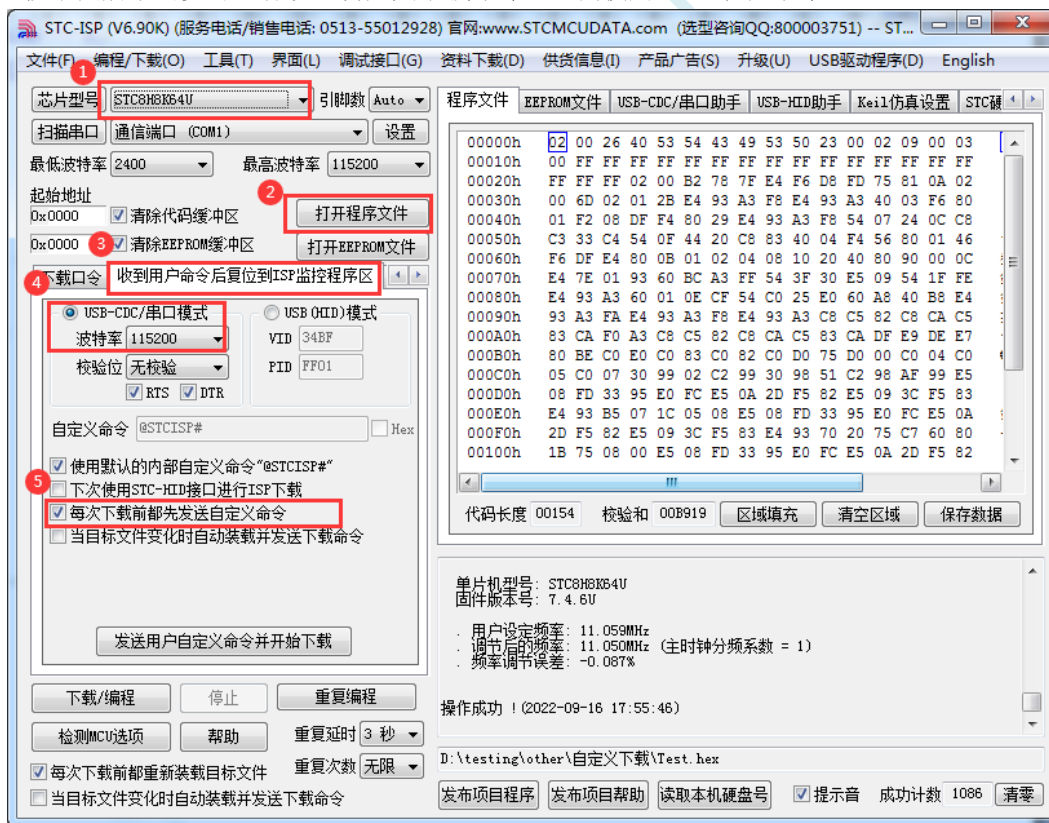 STC-ISP (V6.90K) (服务电话/销售电话: 0513-55012928) 官网:www.STCMCUDATA.com (选型咨询QQ:800003751) -- ST...
文件(F) 编程/下载(O) 工具(T) 界面(L) 调试接口(G) 资料下载(D) 供货信息(I) 产品广告(S) 升级(U) USB驱动程序(D) English
1
芯片型号 STC8H8K64U 引脚数 Auto
扫描串口 通信端口 (COM1) 设置
最低波特率 2400 最高波特率 115200
起始地址
2
0x0000 清除代码缓冲区 打开程序文件
0x0000 3 清除EEPROM缓冲区 打开EEPROM文件
4 下载口令 收到用户命令后复位到ISP监控程序区
USB-CDC/串口模式 USB(HID)模式
波特率 115200 VID 34BF
校验位 无校验 PID FF01
RTS DTR
自定义命令 @STCISP# Hex
使用默认的内部自定义命令"@STCISP#"
5 下次使用STC-HID接口进行ISP下载
每次下载前都先发送自定义命令
当目标文件变化时自动装载并发送下载命令
发送用户自定义命令并开始下载
下载/编程 停止 重复编程
检测MCU选项 帮助 重复延时 3 秒
每次下载前都重新装载目标文件 重复次数 无限
当目标文件变化时自动装载并发送下载命令
程序文件 EEPROM文件 USB-CDC/串口助手 USB-HID助手 Keil仿真设置
00000h 02 00 26 40 53 54 43 49 53 50 23 00 02 09 00 03
00010h 00 FF FF FF FF FF FF FF FF FF FF FF FF FF FF FF
00020h FF FF FF 02 00 B2 78 7F E4 F6 D8 FD 75 81 0A 02
00030h 00 6D 02 01 2B E4 93 A3 F8 E4 93 A3 40 03 F6 80
00040h 01 F2 08 DF F4 80 29 E4 93 A3 F8 54 07 24 0C C8
00050h C3 33 C4 54 0F 44 20 C8 83 40 04 F4 56 80 01 46
00060h F6 DF E4 80 0B 01 02 04 08 10 20 40 80 90 00 0C
00070h E4 7E 01 93 60 BC A3 FF 54 3F 30 E5 09 54 1F FE
00080h E4 93 A3 60 01 0E CF 54 C0 25 E0 60 A8 40 B8 E4
00090h 93 A3 FA E4 93 A3 F8 E4 93 A3 C8 C5 82 C8 CA C5
000A0h 83 CA F0 A3 C8 C5 82 C8 CA C5 83 CA DF E9 DE E7
000B0h 80 BE C0 E0 C0 83 C0 82 C0 D0 75 D0 00 C0 04 C0
000C0h 05 C0 07 30 99 02 C2 99 30 98 51 C2 98 AF 99 E5
000D0h 08 FD 33 95 E0 FC E5 0A 2D F5 82 E5 09 3C F5 83
000E0h E4 93 B5 07 1C 05 08 E5 08 FD 33 95 E0 FC E5 0A
000F0h 2D F5 82 E5 09 3C F5 83 E4 93 70 20 75 C7 60 80
00100h 1B 75 08 00 E5 08 FD 33 95 E0 FC E5 0A 2D F5 82
代码长度 00154 校验和 00B919 区域填充 清空区域 保存数据
单片机型号: STC8H8K64U
固件版本号: 7.4.6U
. 用户设定频率: 11.059MHz
. 调节后的频率: 11.050MHz (主时钟分频系数 = 1)
. 频率调节误差: -0.087%
操作成功 !(2022-09-16 17:55:46)
D:\testing\other\自定义下载\Test.hex
发布项目程序 发布项目帮助 读取本机硬盘号 提示音 成功计数 1086 清零